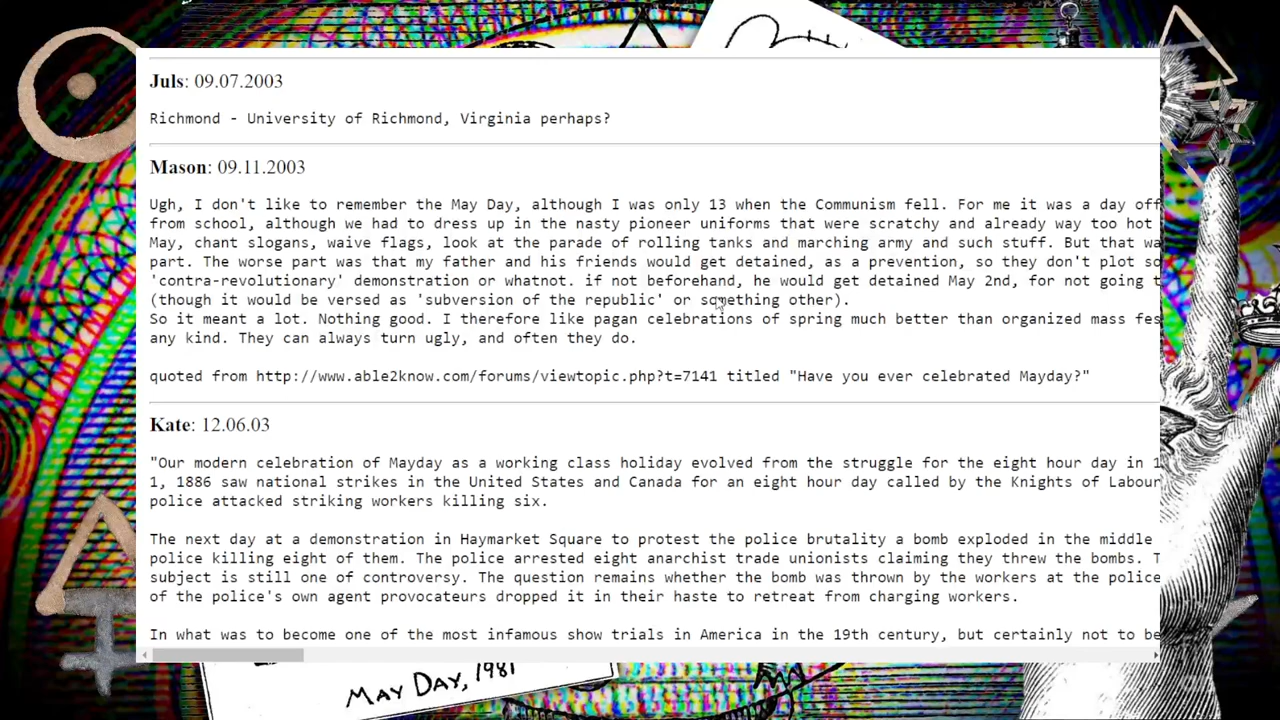 Juls: 09.07.2003
Richmond - University of Richmond, Virginia perhaps?
Mason: 09.11.2003
Ugh, I don't like to remember the May Day, although I was only 13 when the Communism fell. For me it was a day off
from school, although we had to dress up in the nasty pioneer uniforms that were scratchy and already way too hot
May, chant slogans, waive flags, look at the parade of rolling tanks and marching army and such stuff. But that wa
part. The worse part was that my father and his friends would get detained, as a prevention, so they don't plot so
'contra-revolutionary' demonstration or whatnot. if not beforehand, he would get detained May 2nd, for not going t
(though it would be versed as 'subversion of the republic' or something other).
So it meant a lot. Nothing good. I therefore like pagan celebrations of spring much better than organized mass fes
any kind. They can always turn ugly, and often they do.
quoted from http://www.able2know.com/forums/viewtopic.php?t=7141 titled "Have you ever celebrated Mayday?"
Kate: 12.06.03
"Our modern celebration of Mayday as a working class holiday evolved from the struggle for the eight hour day in 1
1, 1886 saw national strikes in the United States and Canada for an eight hour day called by the Knights of Labour
police attacked striking workers killing six.
The next day at a demonstration in Haymarket Square to protest the police brutality a bomb exploded in the middle
police killing eight of them. The police arrested eight anarchist trade unionists claiming they threw the bombs. T
subject is still one of controversy. The question remains whether the bomb was thrown by the workers at the police
of the police's own agent provocateurs dropped it in their haste to retreat from charging workers.
In what was to become one of the most infamous show trials in America in the 19th century, but certainly not to be
MAY DAY, 1981